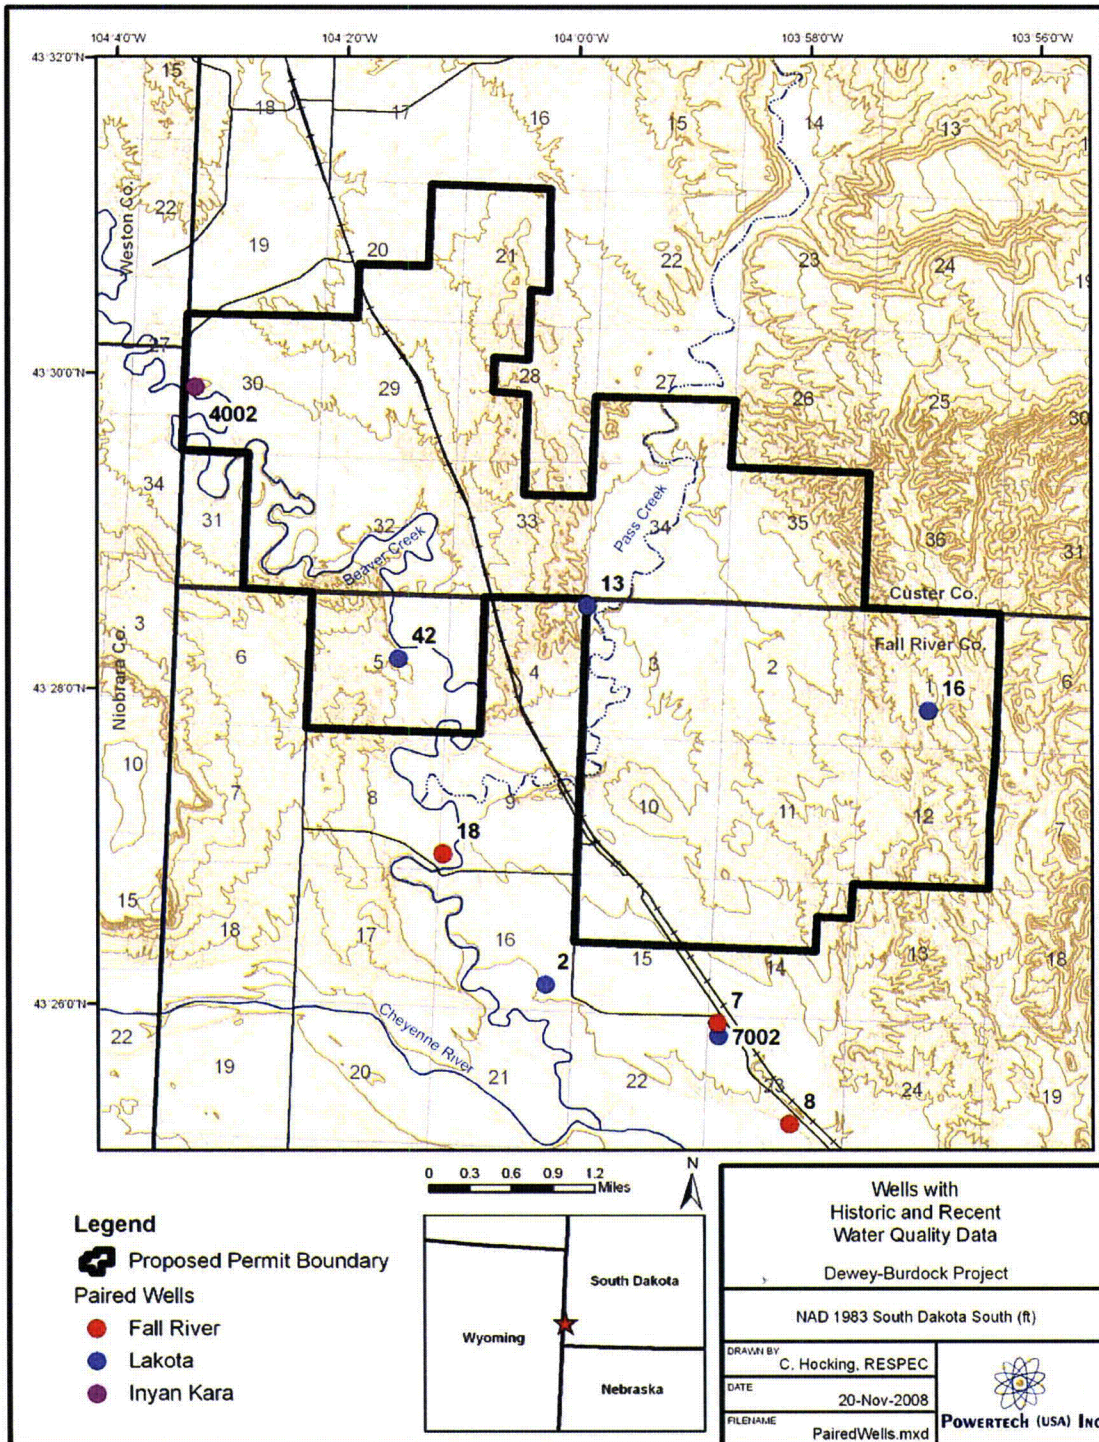 104°4'0"W 104°2'0"W 104°0'0"W 103°58'0"W 103°56'0"W
43°32'0"N
15
18
17
16
15
14
13
Weston Co.
22
19
20
21
22
23
24
19
27
30
29
28
27
26
25
30
43°30'0"N
4002
34
31
32
33
34
35
36
31
Beaver Creek
Pass Creek
13
Custer Co.
Fall River Co.
3
6
5
42
4
3
2
1
16
6
Niobrara Co.
43°28'0"N
10
7
8
9
10
11
12
7
18
15
18
17
16
15
14
13
18
2
43°26'0"N
7
7002
Cheyenne River
22
19
20
21
22
23
24
19
8
0 0.3 0.6 0.9 1.2
Miles
N
Legend
Proposed Permit Boundary
Paired Wells
Fall River
Lakota
Inyan Kara
South Dakota
Wyoming
Nebraska
Wells with
Historic and Recent
Water Quality Data
Dewey-Burdock Project
NAD 1983 South Dakota South (ft)
DRAWN BY
C. Hocking, RESPEC
DATE
20-Nov-2008
FILENAME
PairedWells.mxd
POWERTECH (USA) INC